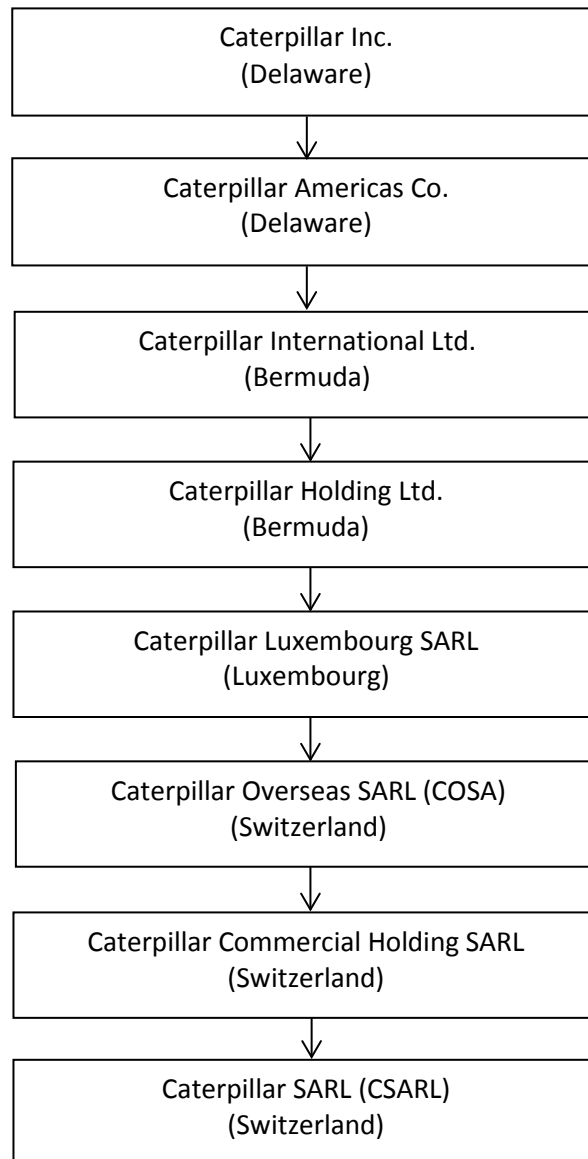 Caterpillar Inc.
(Delaware)
Caterpillar Americas Co.
(Delaware)
Caterpillar International Ltd.
(Bermuda)
Caterpillar Holding Ltd.
(Bermuda)
Caterpillar Luxembourg SARL
(Luxembourg)
Caterpillar Overseas SARL (COSA)
(Switzerland)
Caterpillar Commercial Holding SARL
(Switzerland)
Caterpillar SARL (CSARL)
(Switzerland)